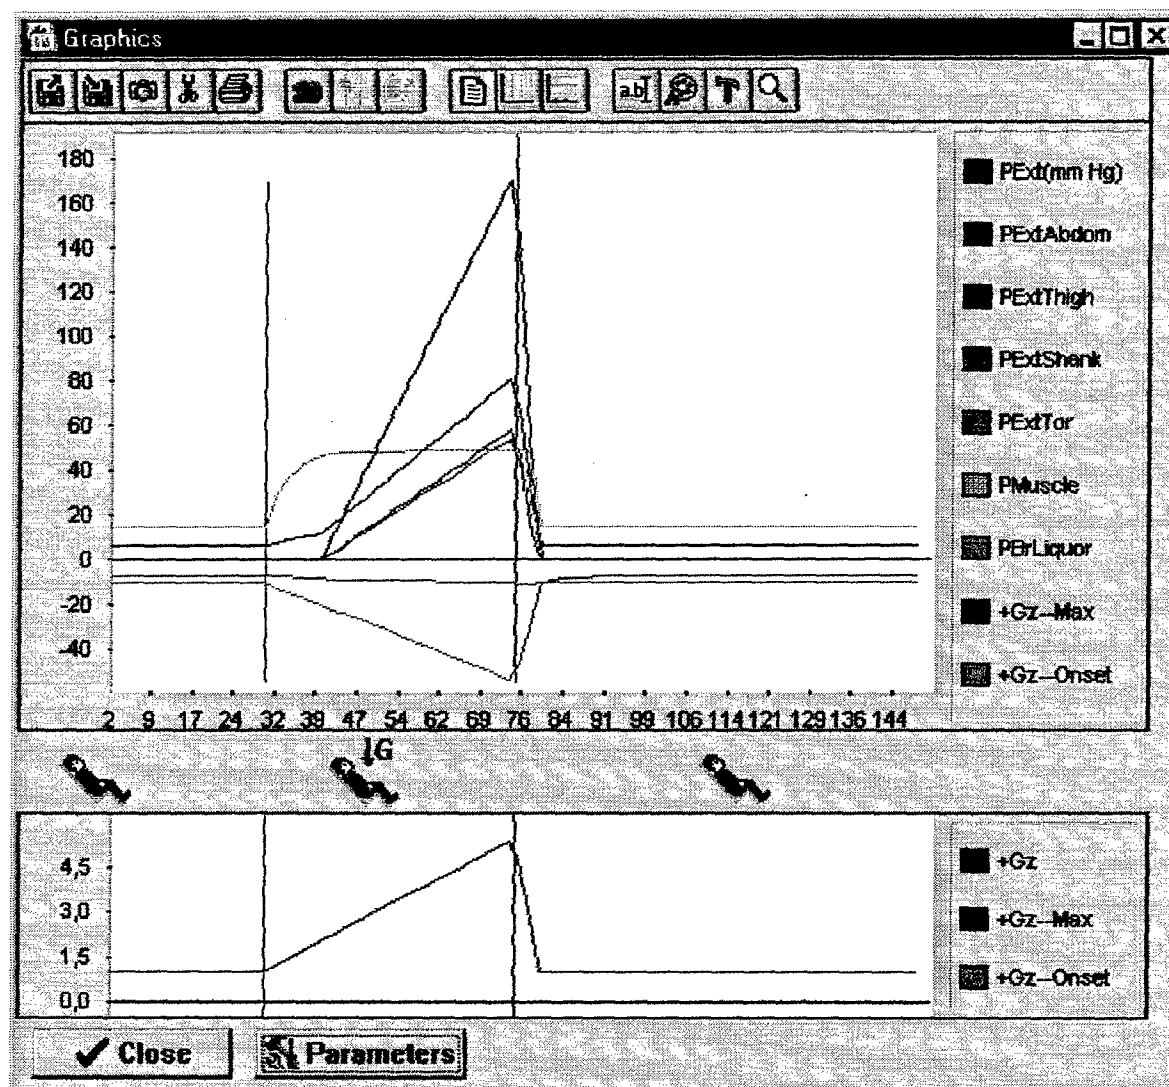 Graphics
ab
180
160
140
120
100
80
60
40
20
0
-20
-40
2 9 17 24 32 39 47 54 62 69 76 84 91 99 106 114 121 129 136 144
PExt(mm Hg)
PExtAbdom
PExtThigh
PExtShenk
PExtTor
PMuscle
PBrLiquor
+Gz--Max
+Gz--Onset
G
4,5
3,0
1,5
0,0
+Gz
+Gz--Max
+Gz--Onset
Close
Parameters